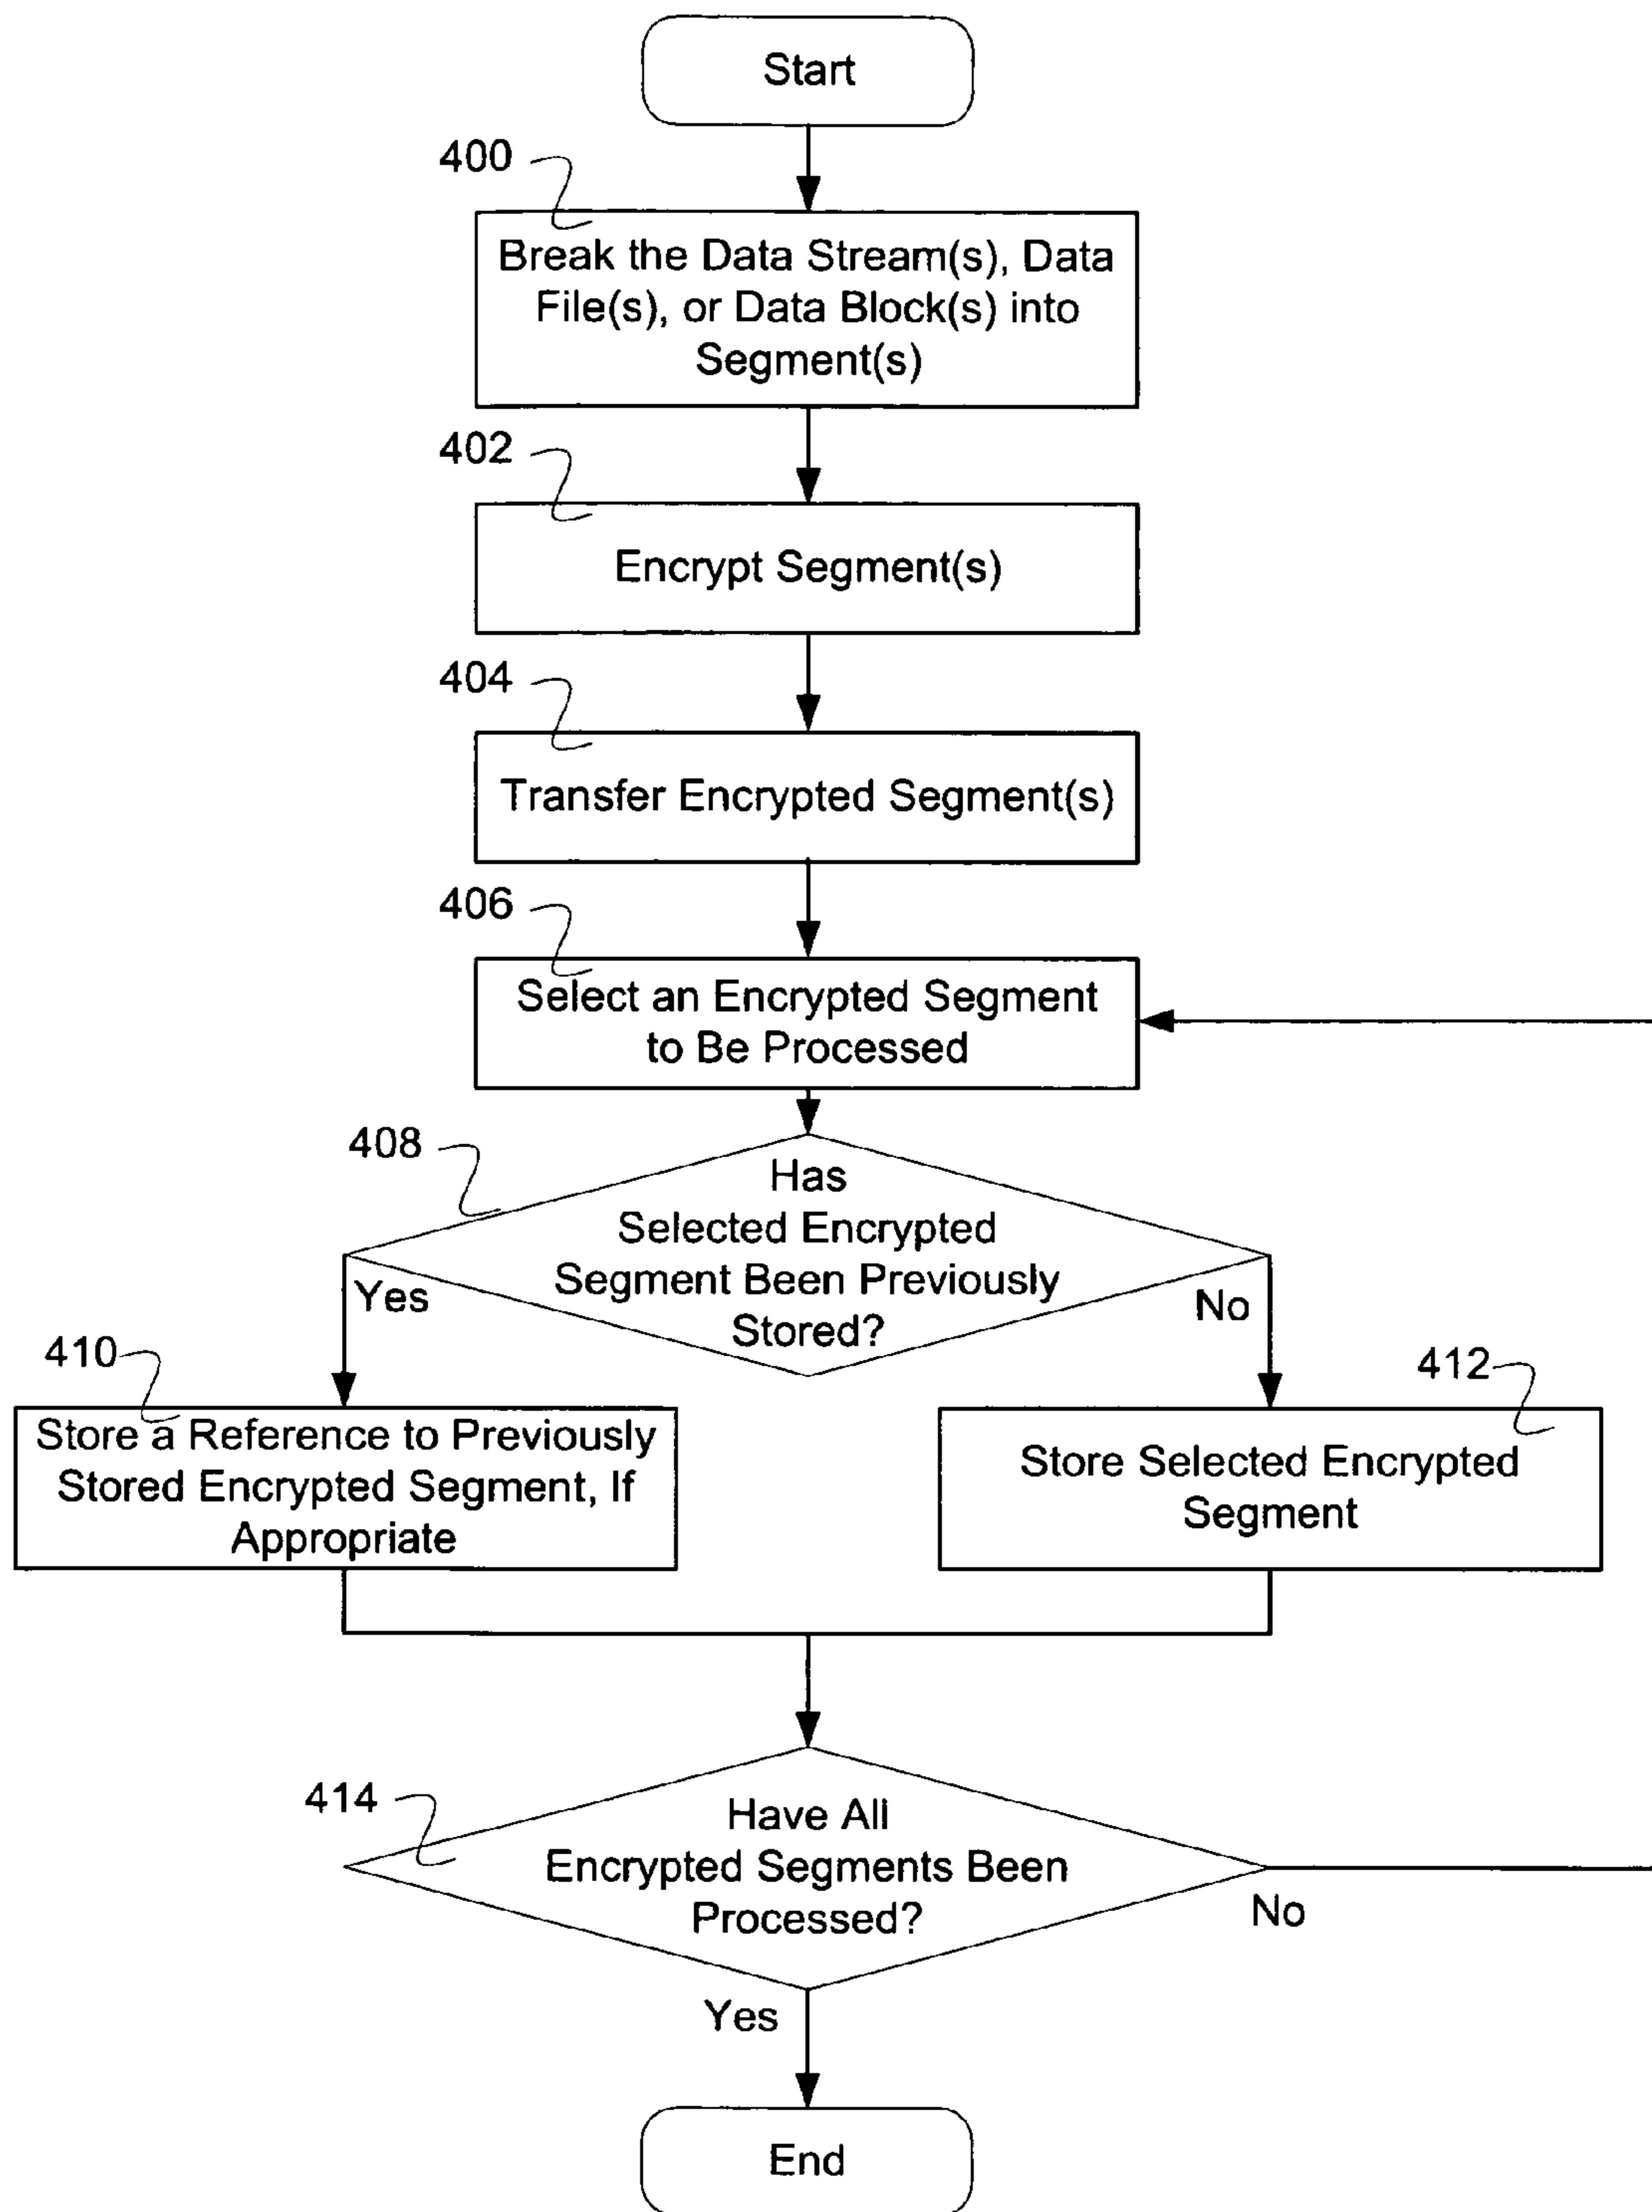 Start
400
Break the Data Stream(s), Data
File(s), or Data Block(s) into
Segment(s)
402
Encrypt Segment(s)
404
Transfer Encrypted Segment(s)
406
Select an Encrypted Segment
to Be Processed
408
Has
Selected Encrypted
Segment Been Previously
Stored?
Yes
No
410
Store a Reference to Previously
Stored Encrypted Segment, If
Appropriate
412
Store Selected Encrypted
Segment
414
Have All
Encrypted Segments Been
Processed?
No
Yes
End